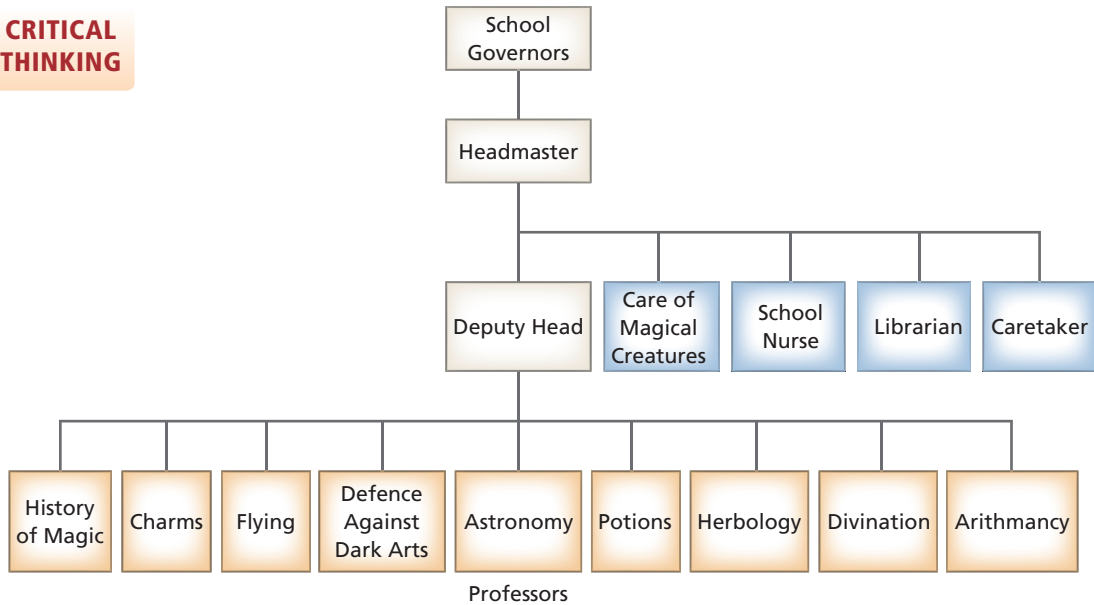 CRITICAL
THINKING
School
Governors
Headmaster
Deputy Head
Care of
Magical
Creatures
School
Nurse
Librarian
Caretaker
History
of Magic
Charms
Flying
Defence
Against
Dark Arts
Astronomy
Potions
Herbology
Divination
Arithmancy
Professors